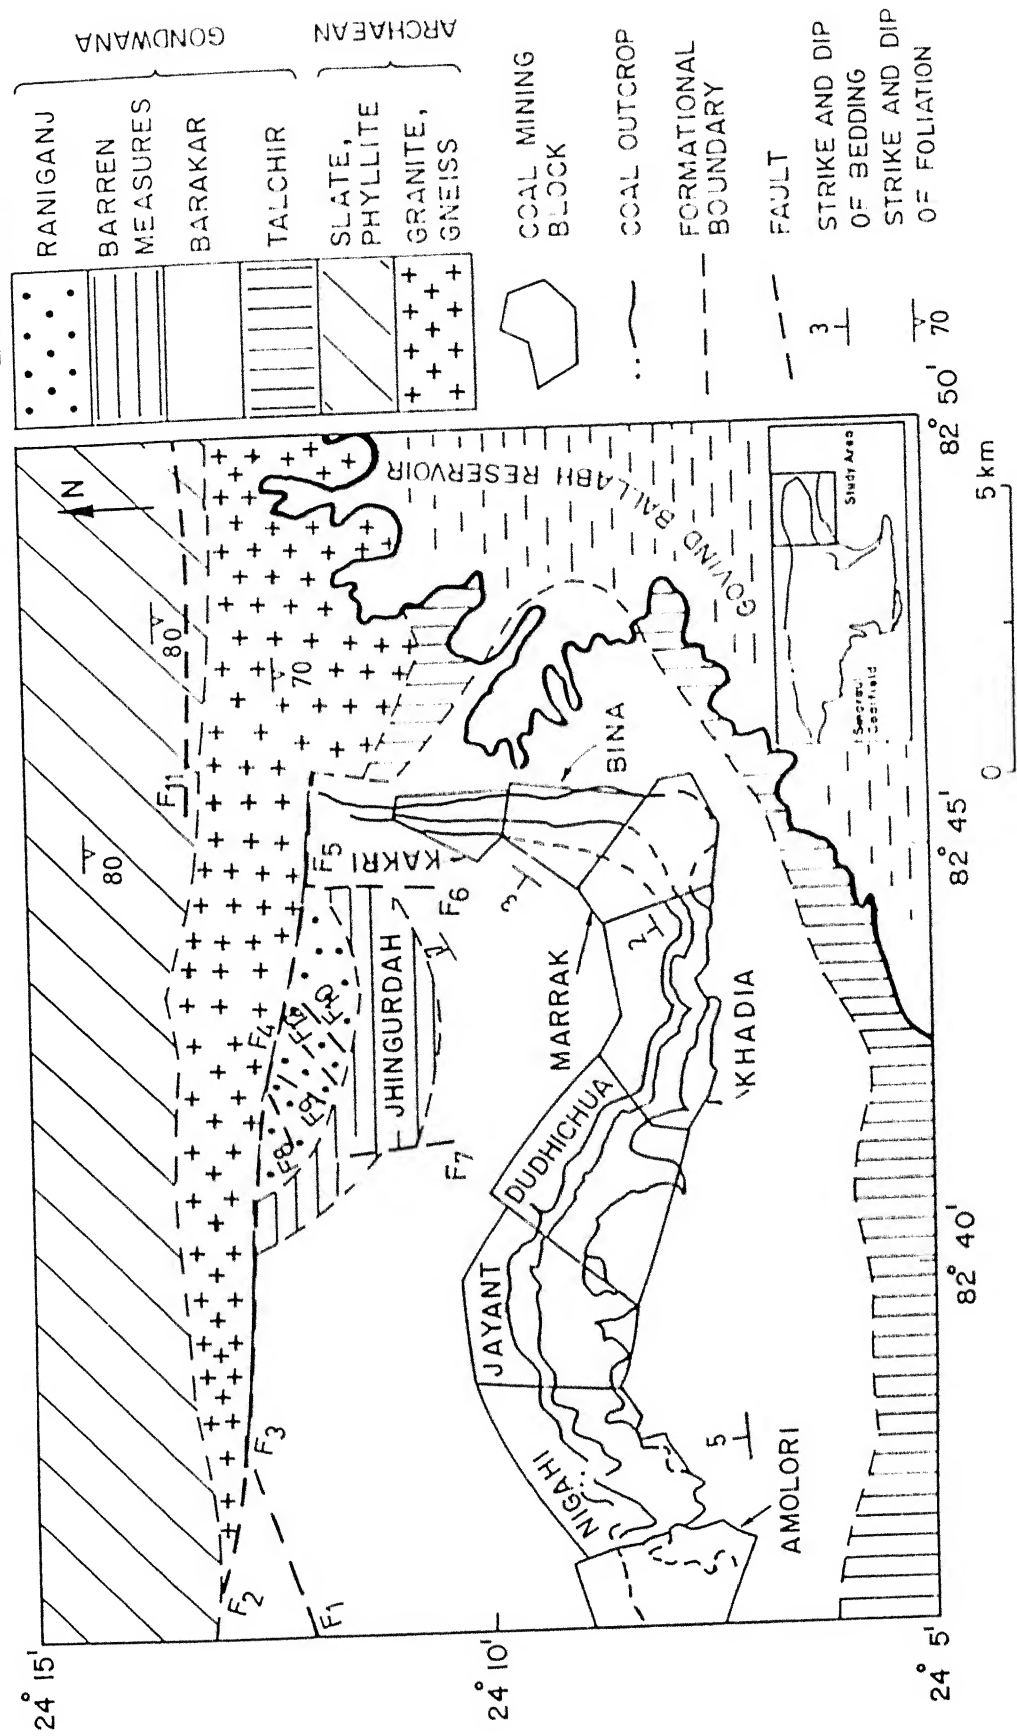 RANIGANJ
BARREN
MEASURES
BARAKAR
TALCHIR
GONDWANA
SLATE,
PHYLLITE
GRANITE,
GNEISS
ARCHAEAN
COAL MINING
BLOCK
COAL OUTCROP
FORMATIONAL
BOUNDARY
FAULT
3
STRIKE AND DIP
OF BEDDING
70
STRIKE AND DIP
OF FOLIATION
24° 15'
24° 10'
24° 5'
82° 40'
82° 45'
82° 50'
0
5 km
N
80
80
70
F1
F2
F3
F4
F5
F6
F7
F8
F9
F10
F11
JHINGURDAH
KAKRI
BINA
MARRAK
KHADIA
DUDHICHUA
JAYANT
NIGAHI
AMOLORI
3
2
5
GOVIND BALLABH RESERVOIR
Study Area
Coalfield